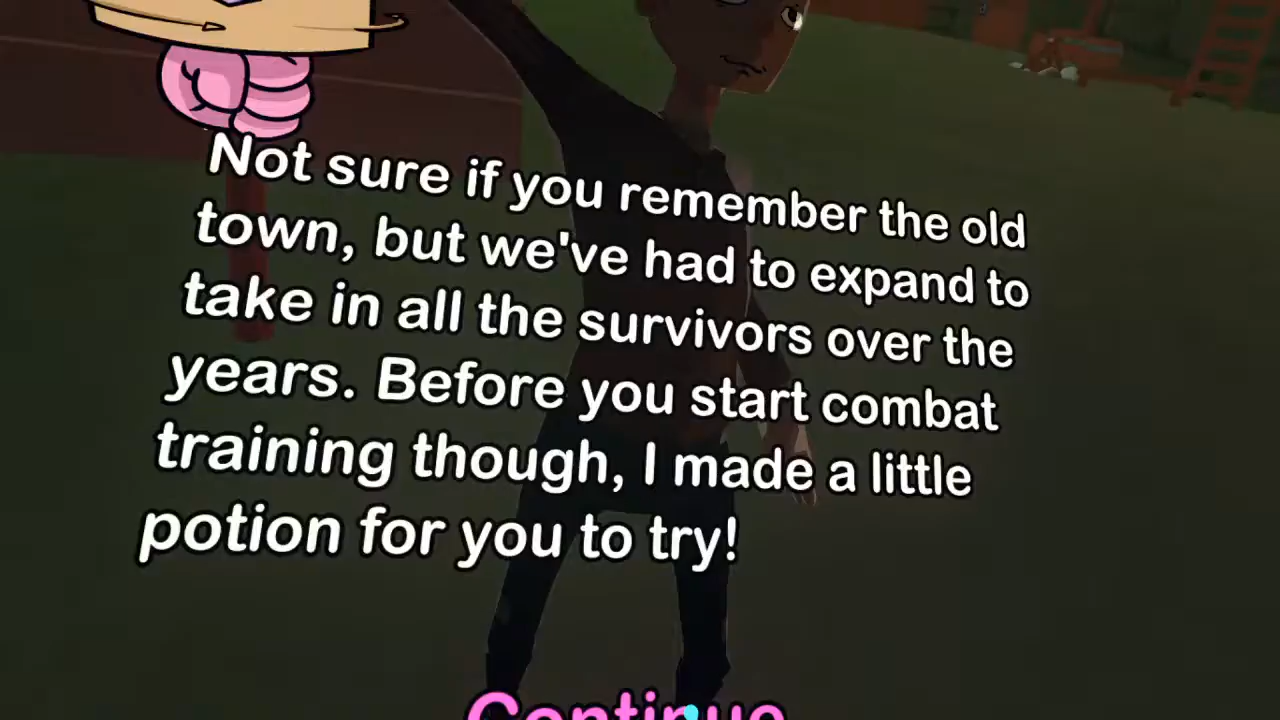 Not sure if you remember the old
town, but we've had to expand to
take in all the survivors over the
years. Before you start combat
training though, I made a little
potion for you to try!
Continue